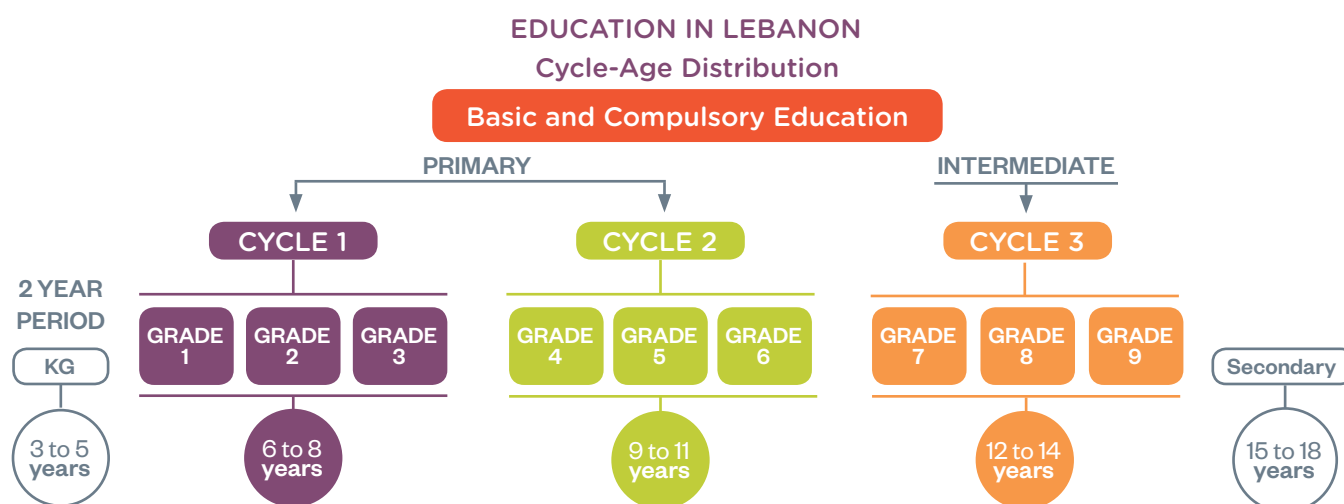 EDUCATION IN LEBANON
Cycle-Age Distribution
Basic and Compulsory Education
PRIMARY
INTERMEDIATE
CYCLE 1
CYCLE 2
CYCLE 3
2 YEAR
PERIOD
KG
GRADE
1
GRADE
2
GRADE
3
GRADE
4
GRADE
5
GRADE
6
GRADE
7
GRADE
8
GRADE
9
Secondary
3 to 5
years
6 to 8
years
9 to 11
years
12 to 14
years
15 to 18
years